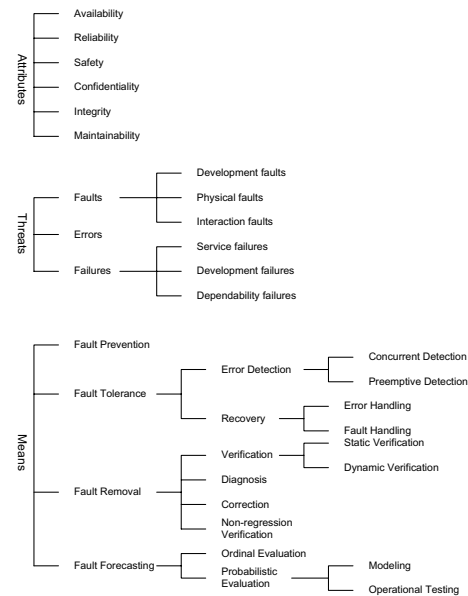 Attributes
Availability
Reliability
Safety
Confidentiality
Integrity
Maintainability
Threats
Faults
Development faults
Physical faults
Interaction faults
Errors
Failures
Service failures
Development failures
Dependability failures
Means
Fault Prevention
Fault Tolerance
Error Detection
Concurrent Detection
Preemptive Detection
Recovery
Error Handling
Fault Handling
Fault Removal
Verification
Static Verification
Dynamic Verification
Diagnosis
Correction
Non-regression
Verification
Fault Forecasting
Ordinal Evaluation
Probabilistic
Evaluation
Modeling
Operational Testing